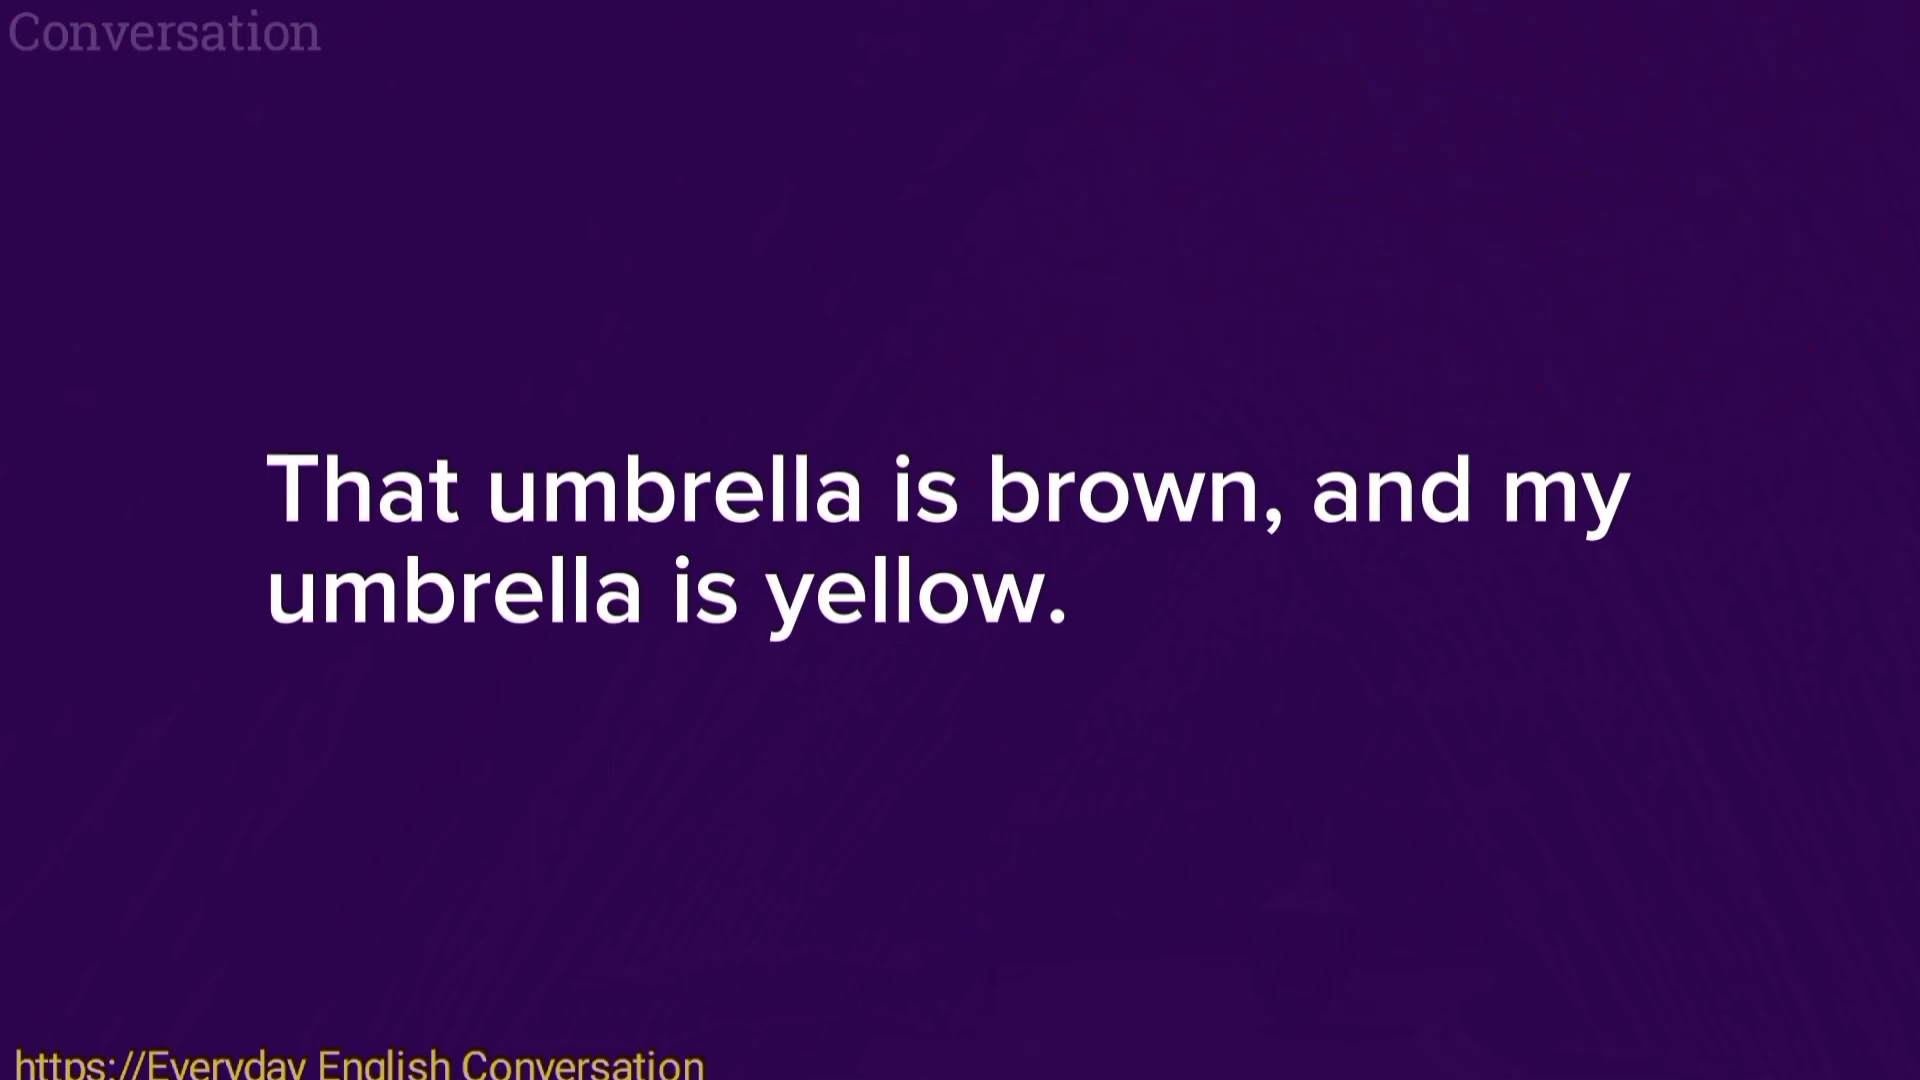 Conversation
That umbrella is brown, and my
umbrella is yellow.
https://Everyday English Conversation